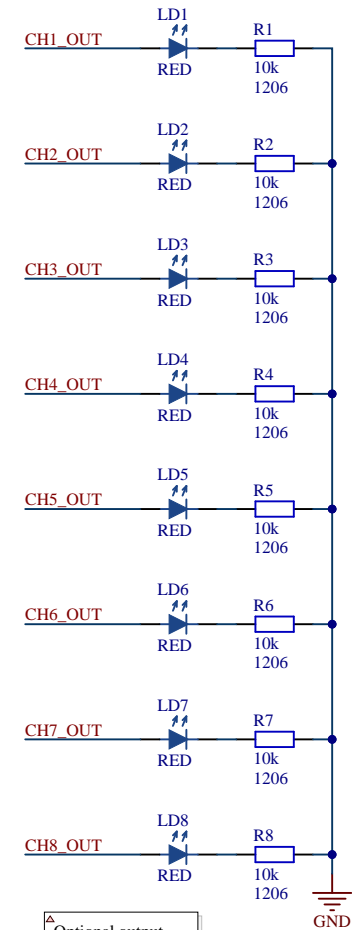 LD1
R1
CH1_OUT
RED
10k
1206
LD2
R2
CH2_OUT
RED
10k
1206
LD3
R3
CH3_OUT
RED
10k
1206
LD4
R4
CH4_OUT
RED
10k
1206
LD5
R5
CH5_OUT
RED
10k
1206
LD6
R6
CH6_OUT
RED
10k
1206
LD7
R7
CH7_OUT
RED
10k
1206
LD8
R8
CH8_OUT
RED
10k
1206
GND
Optional output